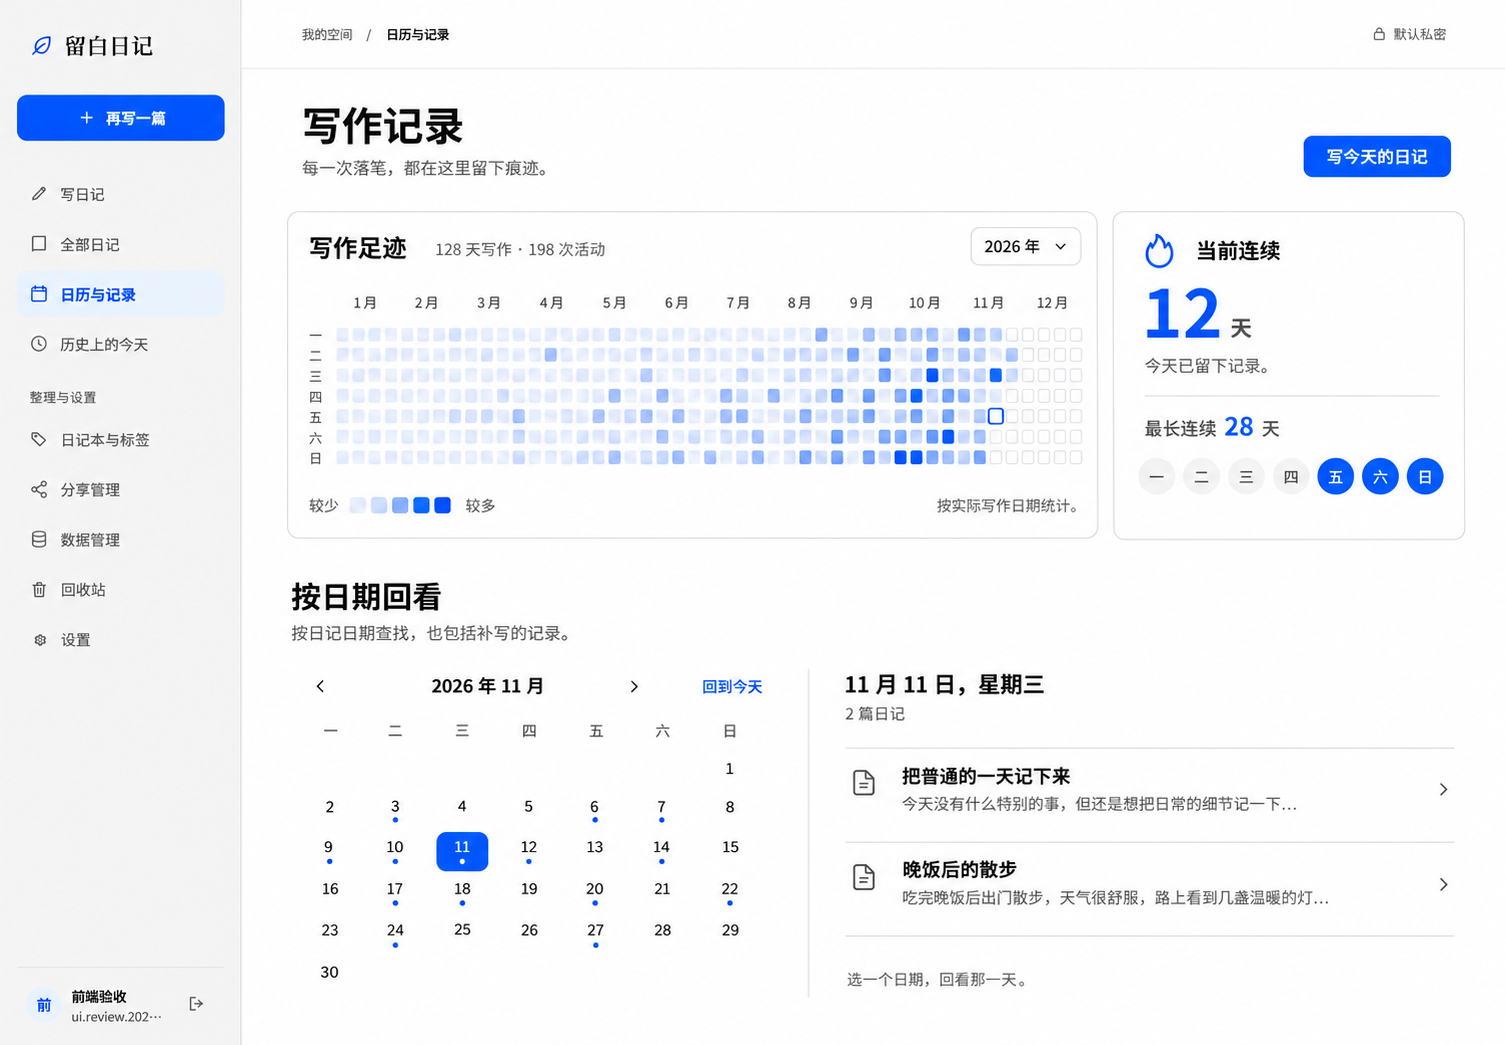 留白日记
再写一篇
写日记
全部日记
日历与记录
历史上的今天
整理与设置
日记本与标签
分享管理
数据管理
回收站
设置
前
前端验收
ui.review.202···
我的空间 / 日历与记录
默认私密
写作记录
每一次落笔，都在这里留下痕迹。
写今天的日记
写作足迹
128 天写作 · 198 次活动
2026 年
1月 2月 3月 4月 5月 6月 7月 8月 9月 10月 11月 12月
一
二
三
四
五
六
日
较少
较多
按实际写作日期统计。
当前连续
12 天
今天已留下记录。
最长连续 28 天
一 二 三 四 五 六 日
按日期回看
按日记日期查找，也包括补写的记录。
2026 年 11 月
回到今天
一 二 三 四 五 六 日
1
2 3 4 5 6 7 8
9 10 11 12 13 14 15
16 17 18 19 20 21 22
23 24 25 26 27 28 29
30
11 月 11 日，星期三
2 篇日记
把普通的一天记下来
今天没有什么特别的事，但还是想把日常的细节记一下...
晚饭后的散步
吃完晚饭后出门散步，天气很舒服，路上看到几盏温暖的灯...
选一个日期，回看那一天。